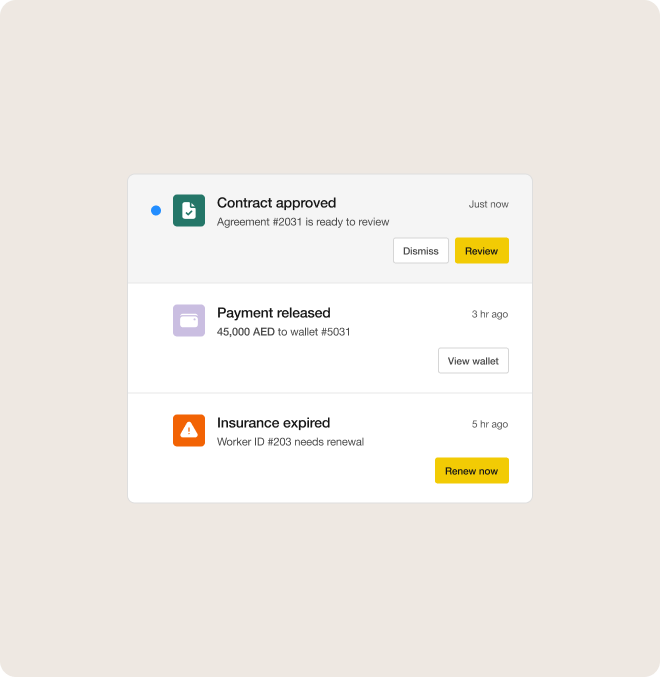 Contract approved
Just now
Agreement #2031 is ready to review
Dismiss
Review
Payment released
3 hr ago
45,000 AED to wallet #5031
View wallet
Insurance expired
5 hr ago
Worker ID #203 needs renewal
Renew now